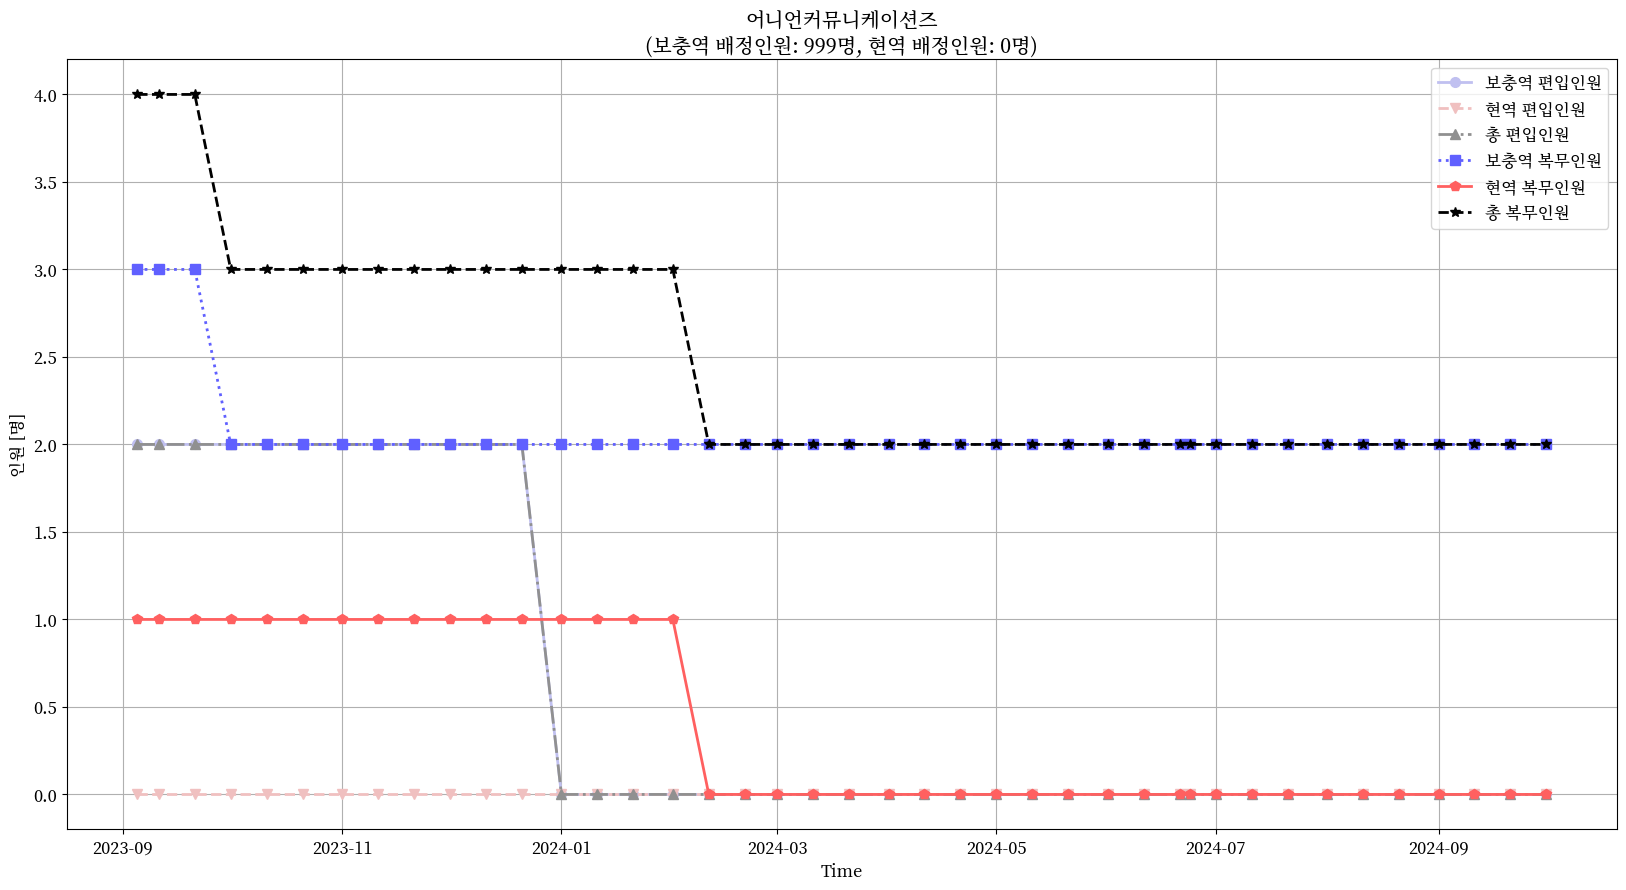 어니언커뮤니케이션즈
(보충역 배정인원: 999명, 현역 배정인원: 0명)
보충역 편입인원
현역 편입인원
총 편입인원
보충역 복무인원
현역 복무인원
총 복무인원
4.0
3.5
3.0
2.5
2.0
1.5
1.0
0.5
0.0
인원 [명]
2023-09 2023-11 2024-01 2024-03 2024-05 2024-07 2024-09
Time